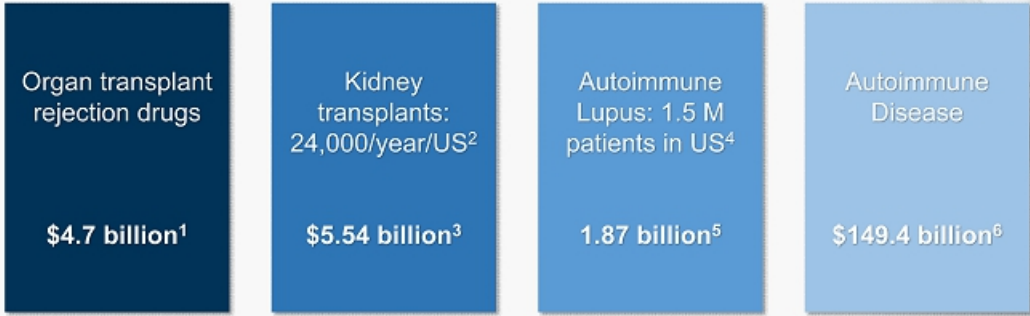 Organ transplant
rejection drugs
$4.7 billion¹
Kidney
transplants:
24,000/year/US²
$5.54 billion³
Autoimmune
Lupus: 1.5 M
patients in US⁴
1.87 billion⁵
Autoimmune
Disease
$149.4 billion⁶